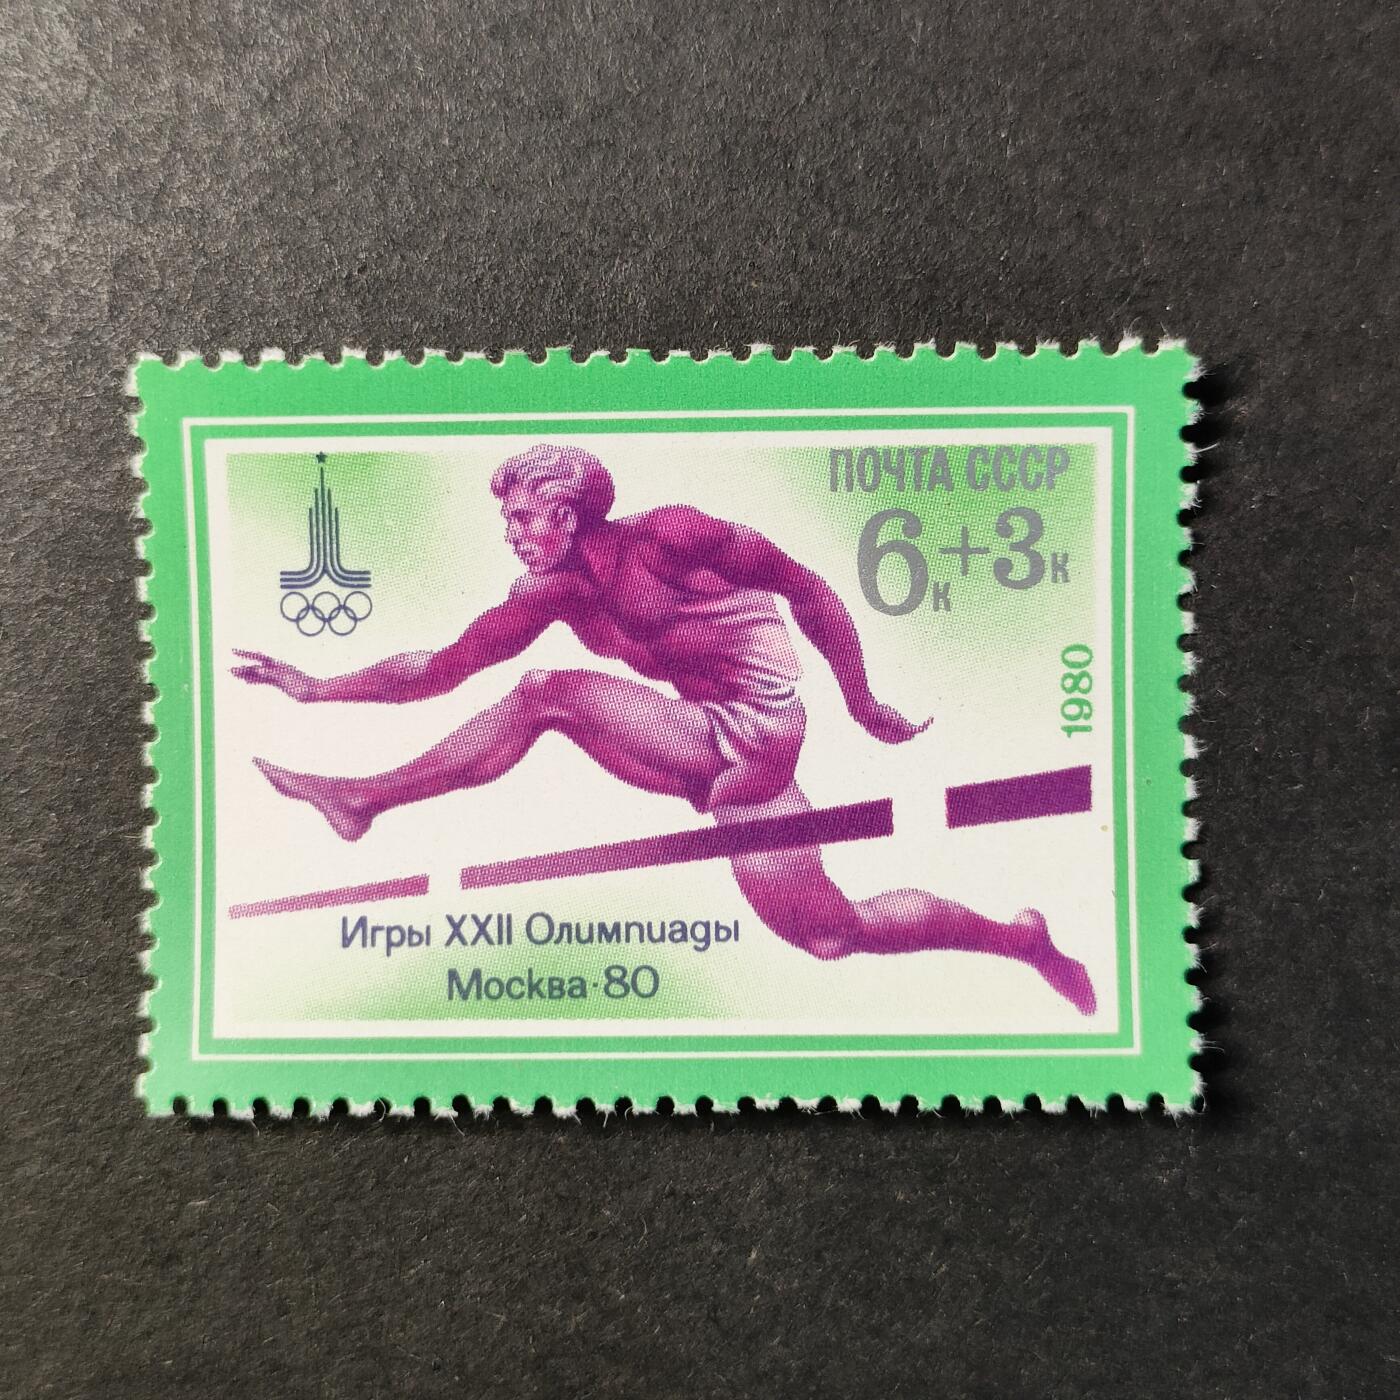 ПОЧТА СССР
6к+3к
1980
Игры XXII Олимпиады
Москва·80